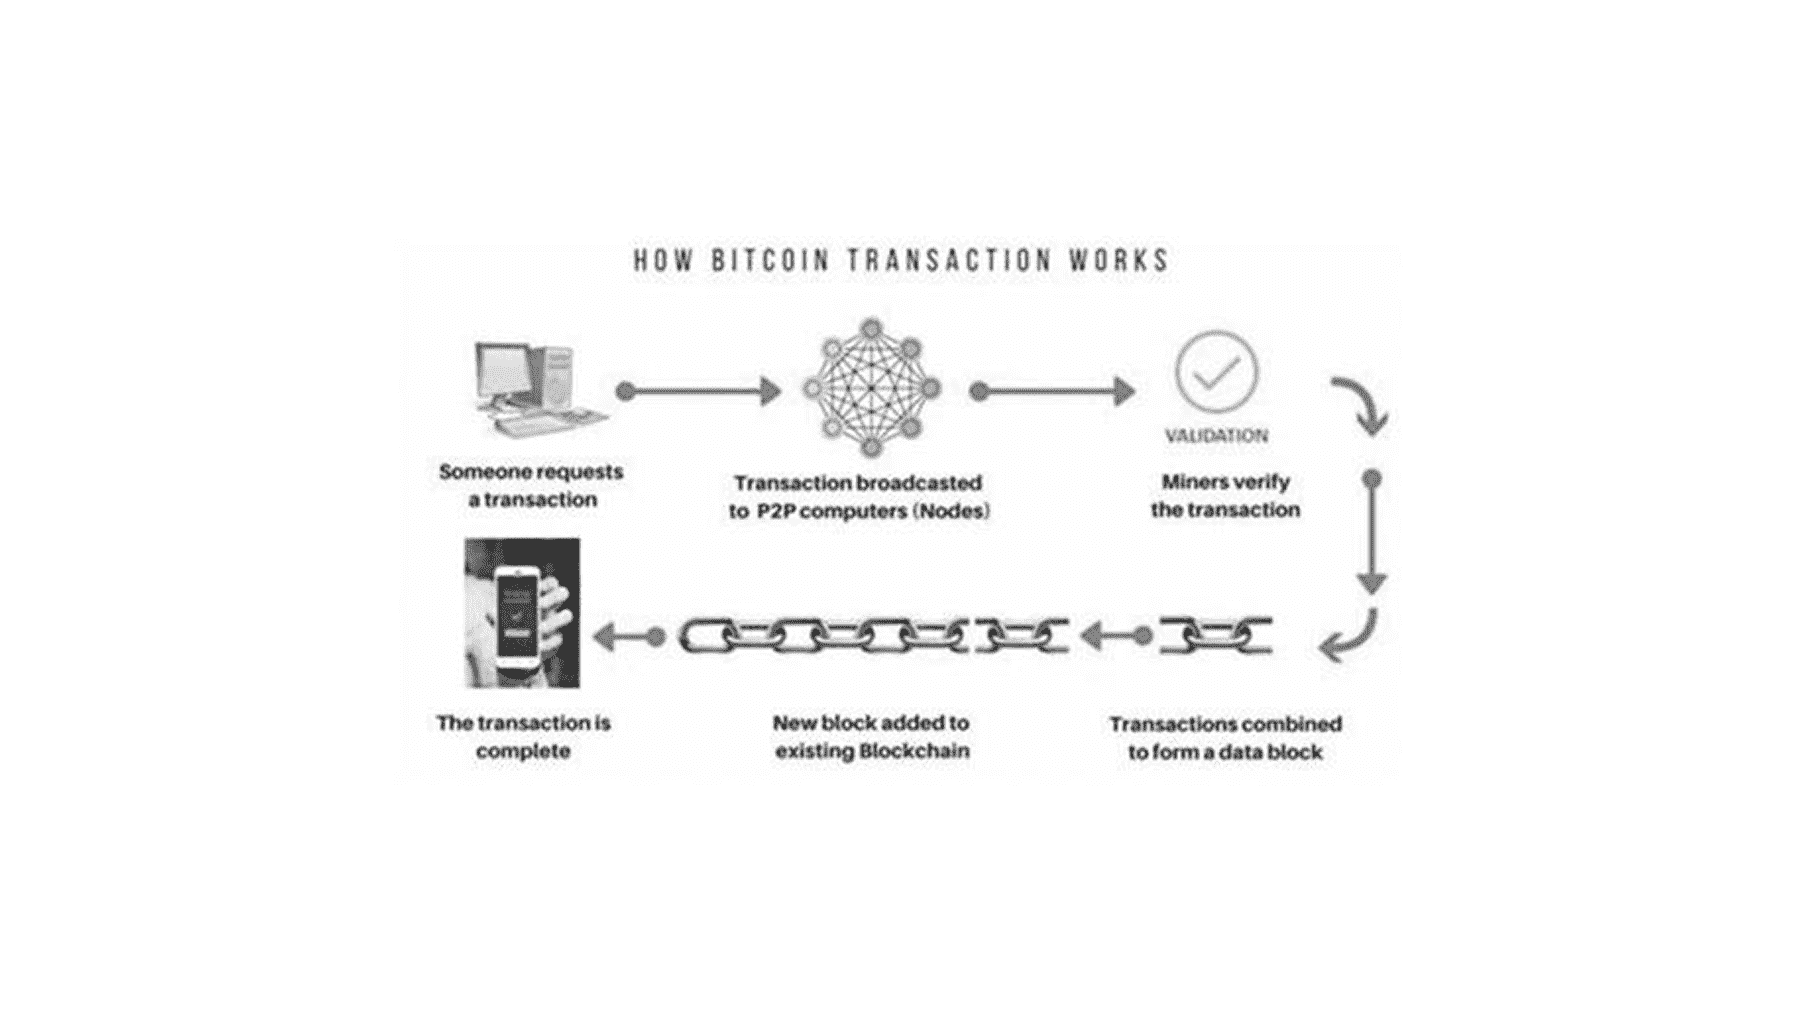 HOW BITCOIN TRANSACTION WORKS
Someone requests
a transaction
Transaction broadcasted
to P2P computers (Nodes)
VALIDATION
Miners verify
the transaction
Transactions combined
to form a data block
New block added to
existing Blockchain
The transaction is
complete